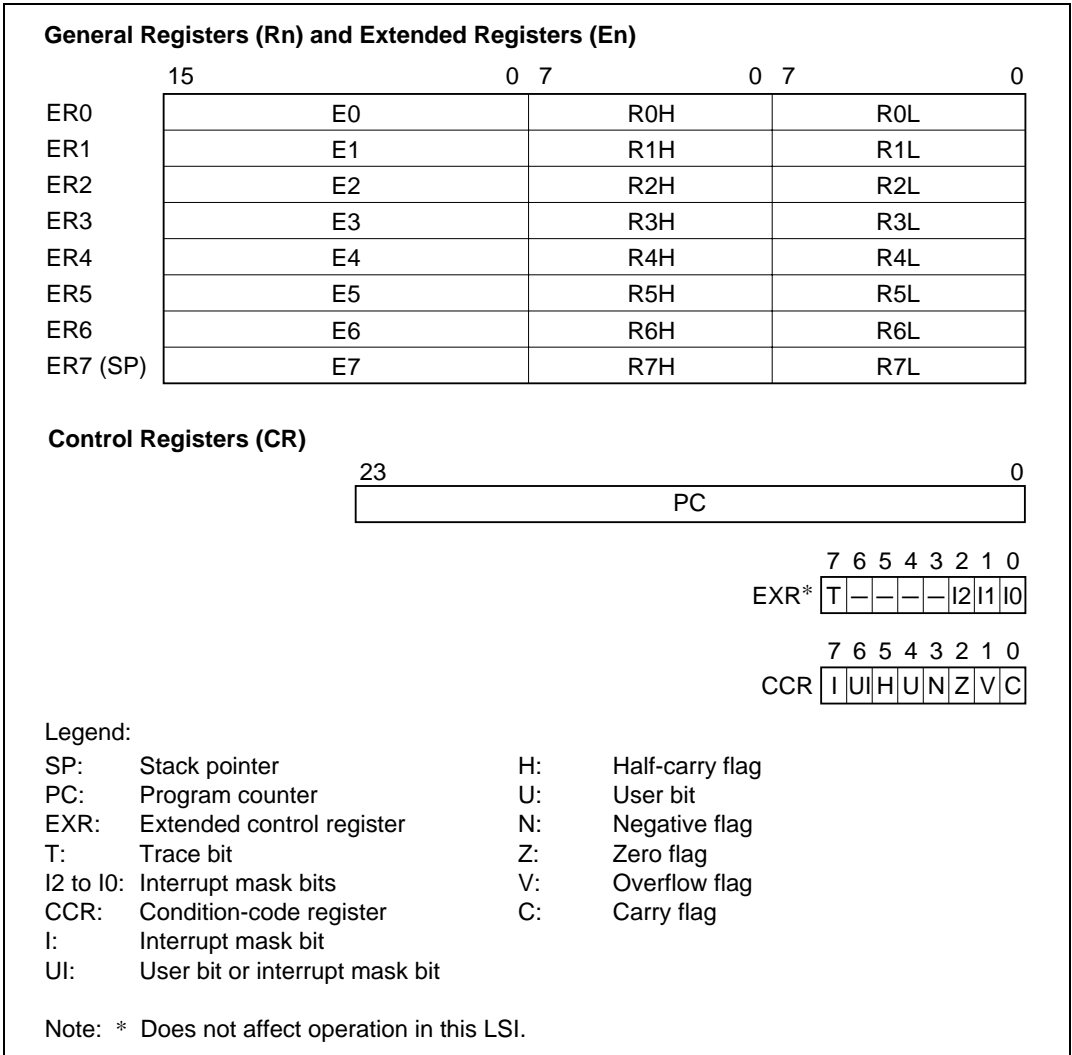 General Registers (Rn) and Extended Registers (En)
15 0 7 0 7 0
ER0 E0 R0H R0L
ER1 E1 R1H R1L
ER2 E2 R2H R2L
ER3 E3 R3H R3L
ER4 E4 R4H R4L
ER5 E5 R5H R5L
ER6 E6 R6H R6L
ER7 (SP) E7 R7H R7L
Control Registers (CR)
23 0
PC
7 6 5 4 3 2 1 0
EXR* T — — — — I2 I1 I0
7 6 5 4 3 2 1 0
CCR I UI H U N Z V C
Legend:
SP: Stack pointer H: Half-carry flag
PC: Program counter U: User bit
EXR: Extended control register N: Negative flag
T: Trace bit Z: Zero flag
I2 to I0: Interrupt mask bits V: Overflow flag
CCR: Condition-code register C: Carry flag
I: Interrupt mask bit
UI: User bit or interrupt mask bit
Note: * Does not affect operation in this LSI.